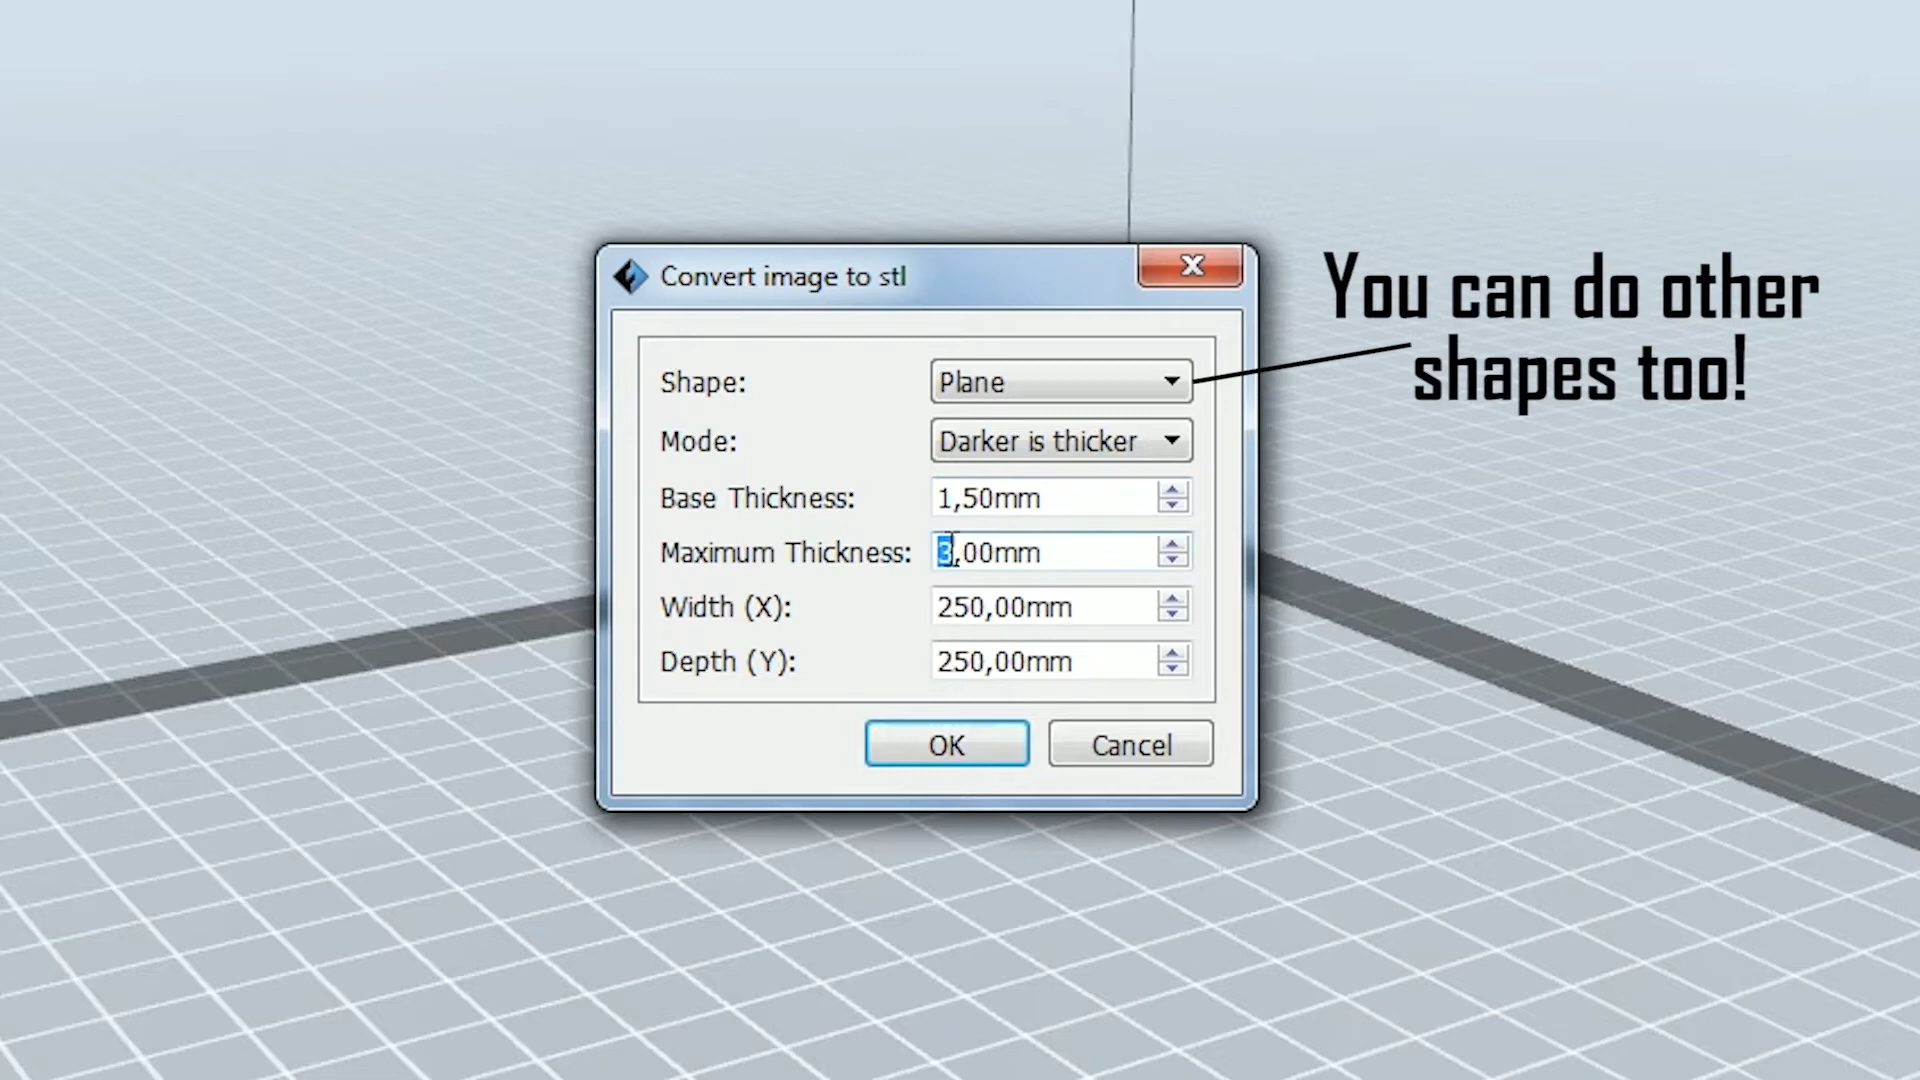 Convert image to stl
You can do other
shapes too!
Shape: Plane
Mode: Darker is thicker
Base Thickness: 1,50mm
Maximum Thickness: 3,00mm
Width (X): 250,00mm
Depth (Y): 250,00mm
OK Cancel